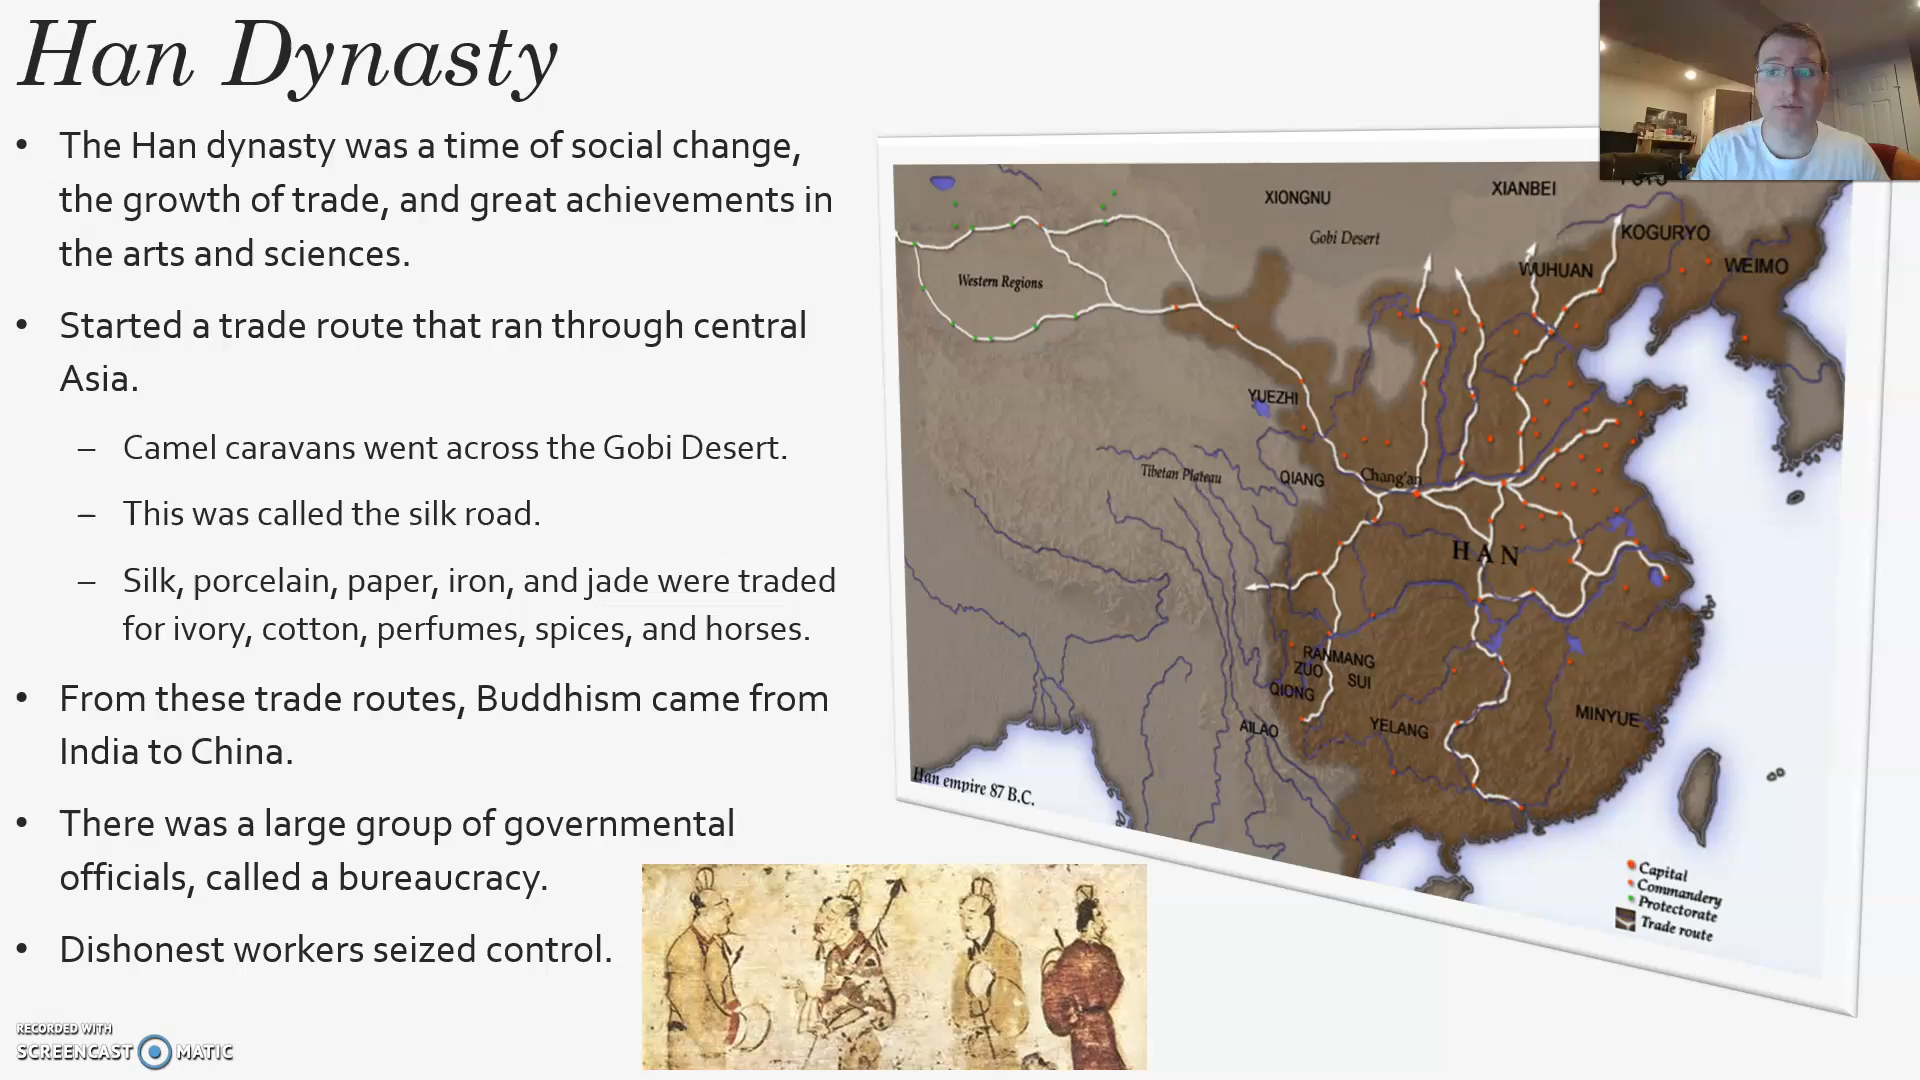 Han Dynasty
• The Han dynasty was a time of social change,
the growth of trade, and great achievements in
the arts and sciences.
• Started a trade route that ran through central
Asia.
– Camel caravans went across the Gobi Desert.
– This was called the silk road.
– Silk, porcelain, paper, iron, and jade were traded
for ivory, cotton, perfumes, spices, and horses.
• From these trade routes, Buddhism came from
India to China.
• There was a large group of governmental
officials, called a bureaucracy.
• Dishonest workers seized control.
RECORDED WITH
SCREENCAST MATIC
XIONGNU
XIANBEI
Gobi Desert
KOGURYO
WEIMO
WUHUAN
Western Regions
YUEZHI
Tibetan Plateau
QIANG
Chang'an
HAN
RANMANG
ZUO
SUI
QIONG
AILAO
YELANG
MINYUE
Han empire 87 B.C.
Capital
Commandery
Protectorate
Trade route